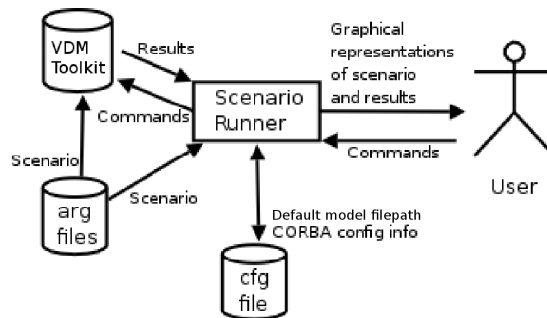 VDM
Toolkit
Results
Commands
Scenario
Runner
Graphical
representations
of scenario
and results
Commands
User
Scenario
Scenario
arg
files
Default model filepath
CORBA config info
cfg
file